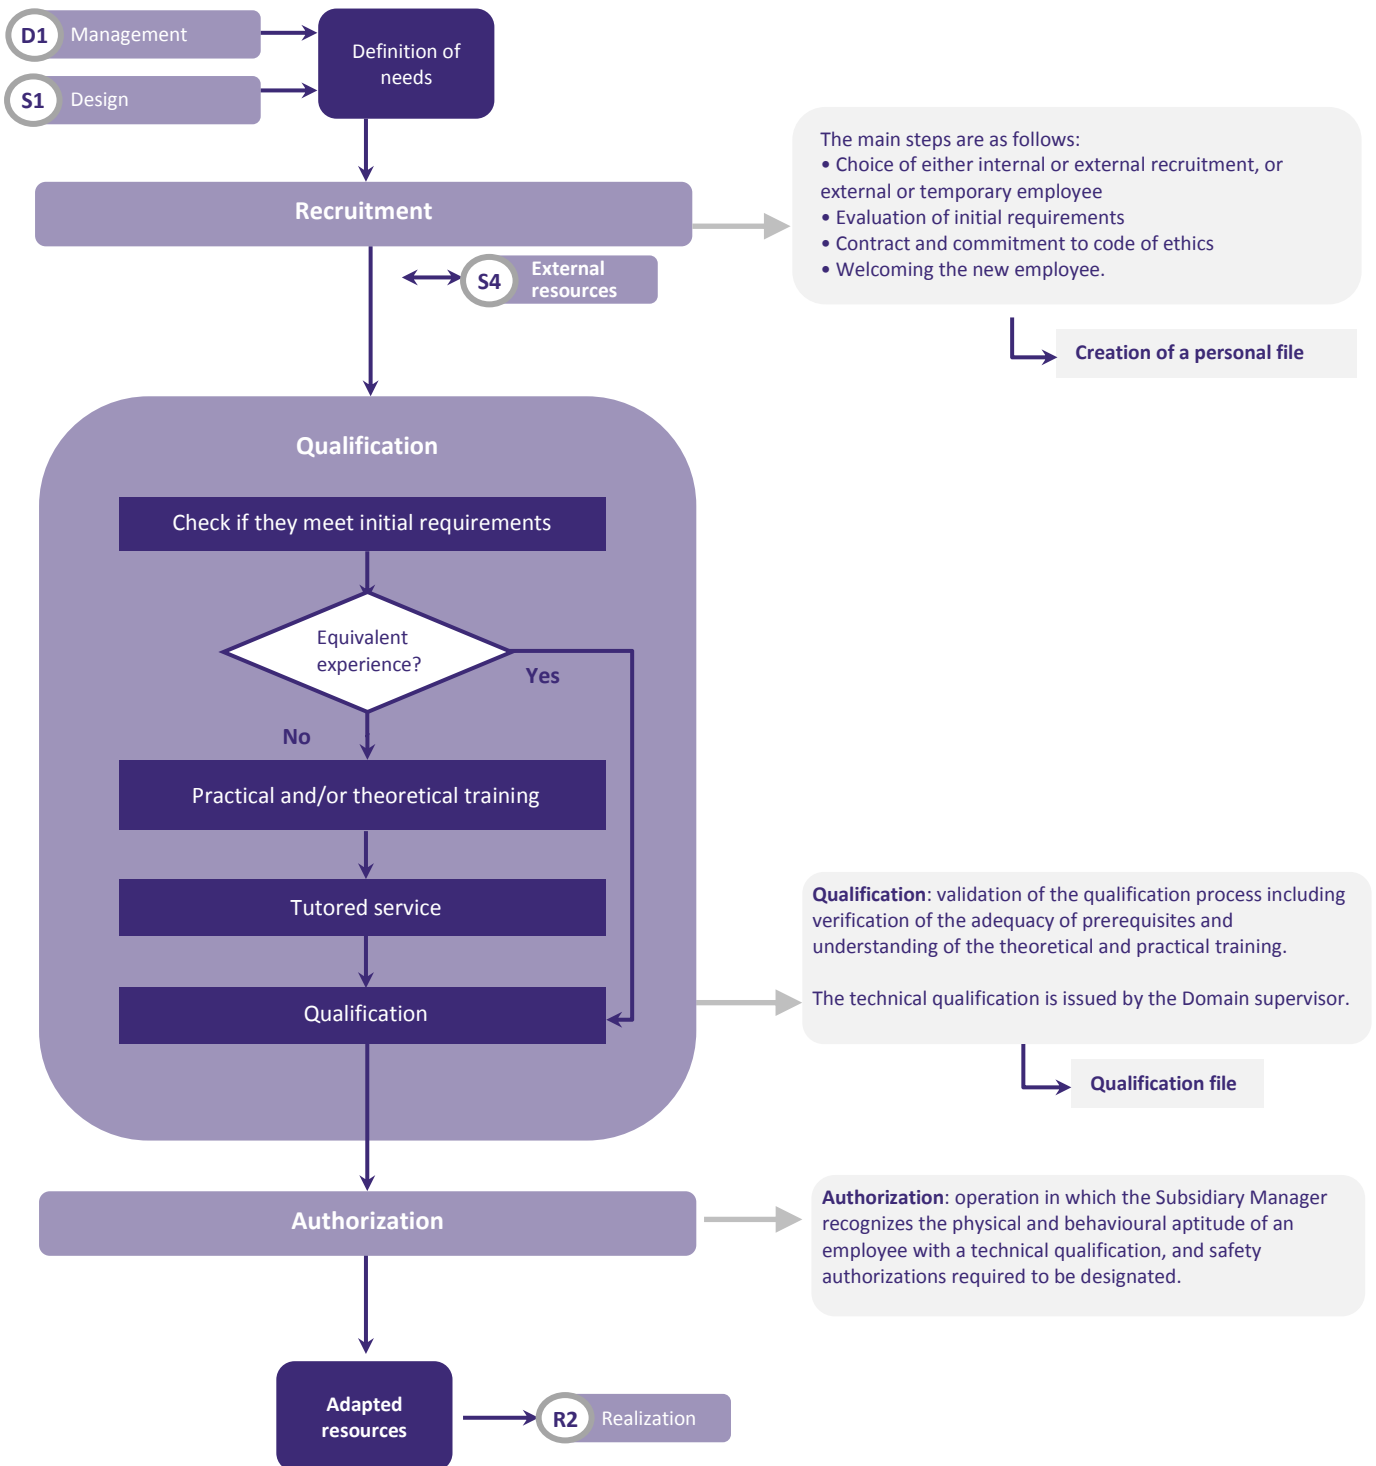 D1 Management
Definition of
needs
S1 Design
Recruitment
The main steps are as follows:
• Choice of either internal or external recruitment, or
external or temporary employee
• Evaluation of initial requirements
• Contract and commitment to code of ethics
• Welcoming the new employee.
S4 External
resources
Creation of a personal file
Qualification
Check if they meet initial requirements
Equivalent
experience?
Yes
No
Practical and/or theoretical training
Tutored service
Qualification
Qualification: validation of the qualification process including
verification of the adequacy of prerequisites and
understanding of the theoretical and practical training.
The technical qualification is issued by the Domain supervisor.
Qualification file
Authorization
Authorization: operation in which the Subsidiary Manager
recognizes the physical and behavioural aptitude of an
employee with a technical qualification, and safety
authorizations required to be designated.
Adapted
resources
R2 Realization